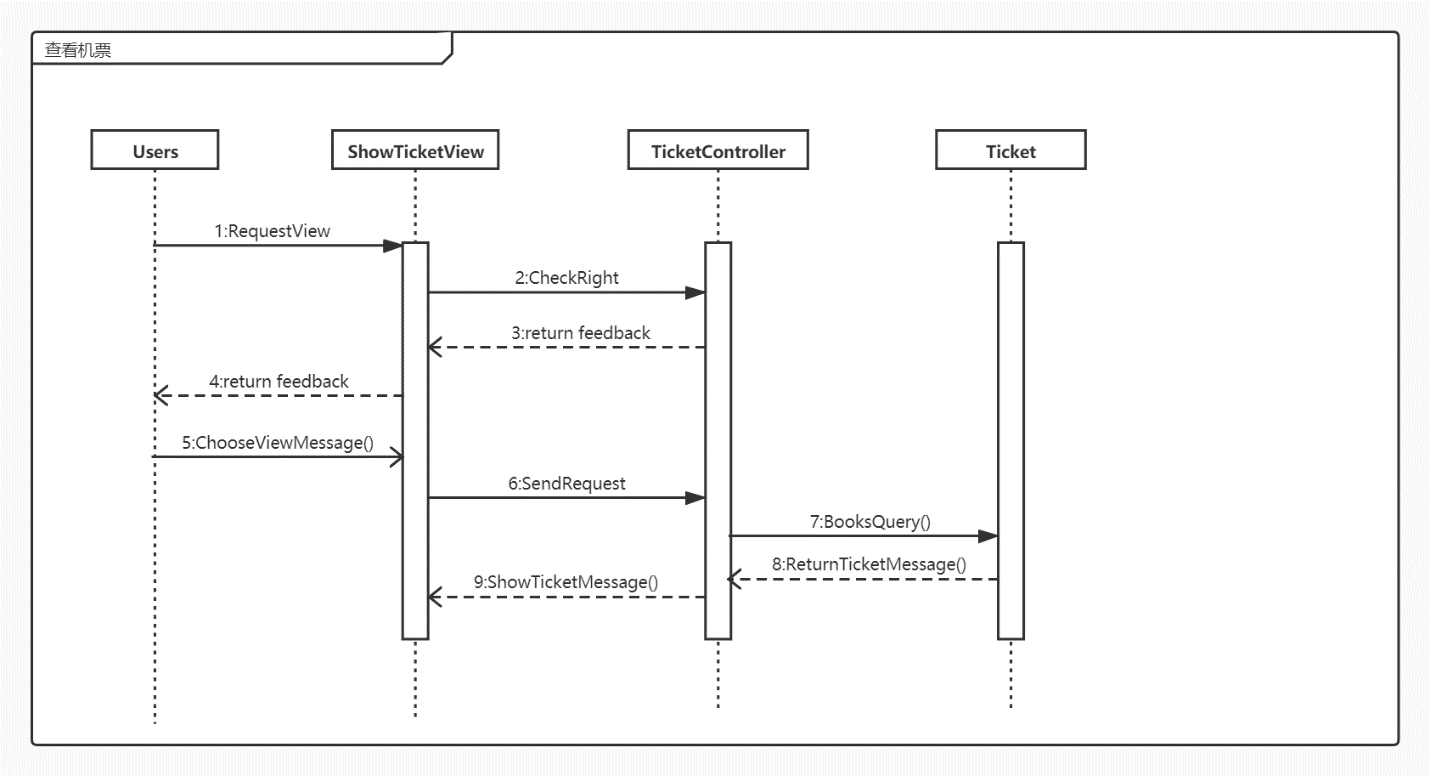 查看机票
Users
ShowTicketView
TicketController
Ticket
1:RequestView
2:CheckRight
3:return feedback
4:return feedback
5:ChooseViewMessage()
6:SendRequest
7:BooksQuery()
8:ReturnTicketMessage()
9:ShowTicketMessage()